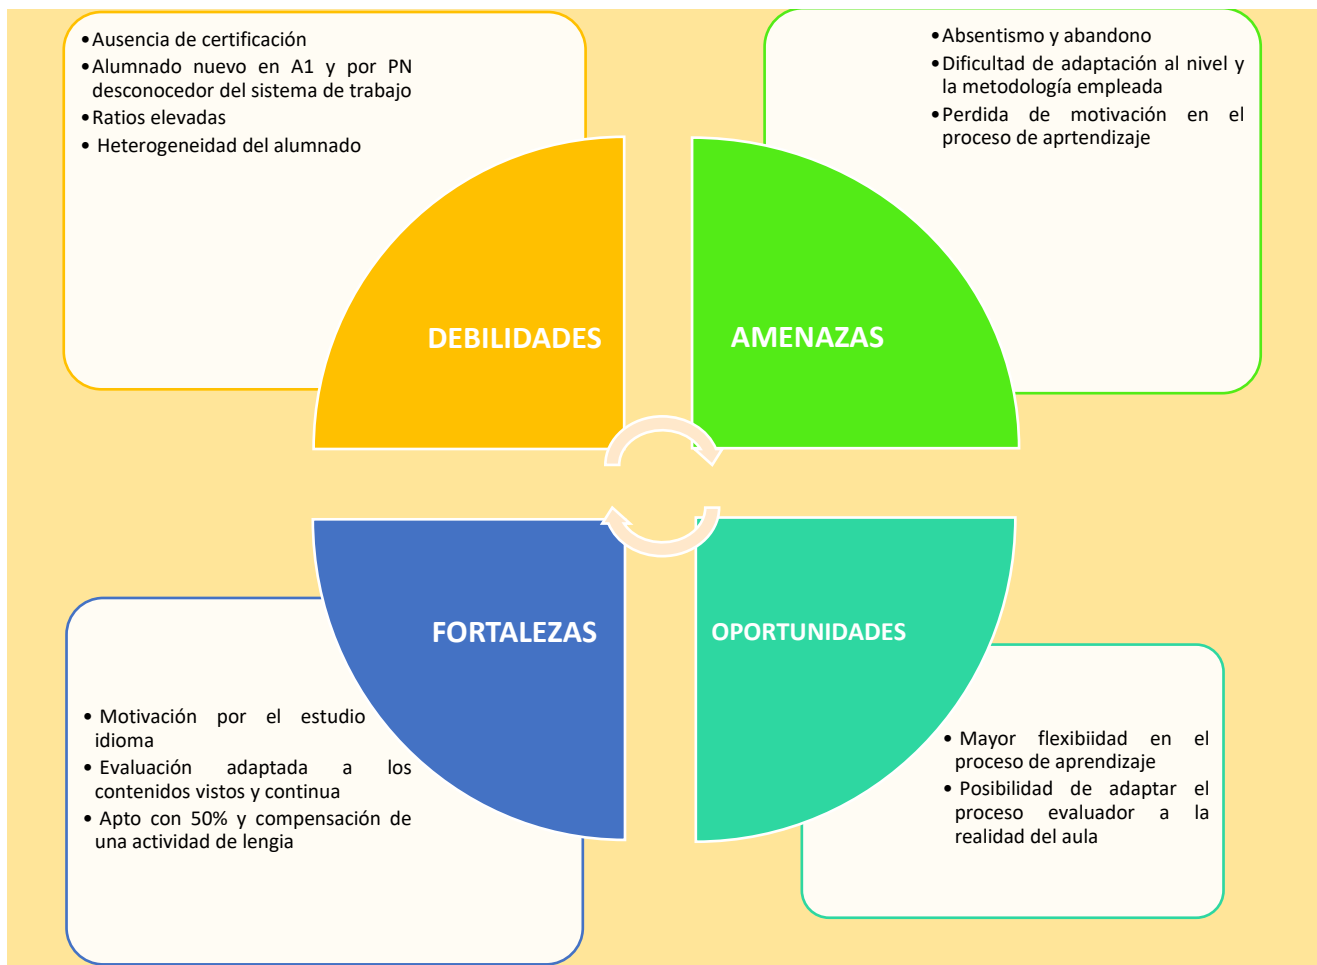 •Ausencia de certificación
•Alumnado nuevo en A1 y por PN
desconocedor del sistema de trabajo
•Ratios elevadas
• Heterogeneidad del alumnado
•Absentismo y abandono
•Dificultad de adaptación al nivel y
la metodología empleada
•Perdida de motivación en el
proceso de aprtendizaje
DEBILIDADES
AMENAZAS
FORTALEZAS
OPORTUNIDADES
• Motivación por el estudio
idioma
• Evaluación adaptada a los
contenidos vistos y continua
• Apto con 50% y compensación de
una actividad de lengia
• Mayor flexibiidad en el
proceso de aprendizaje
• Posibilidad de adaptar el
proceso evaluador a la
realidad del aula